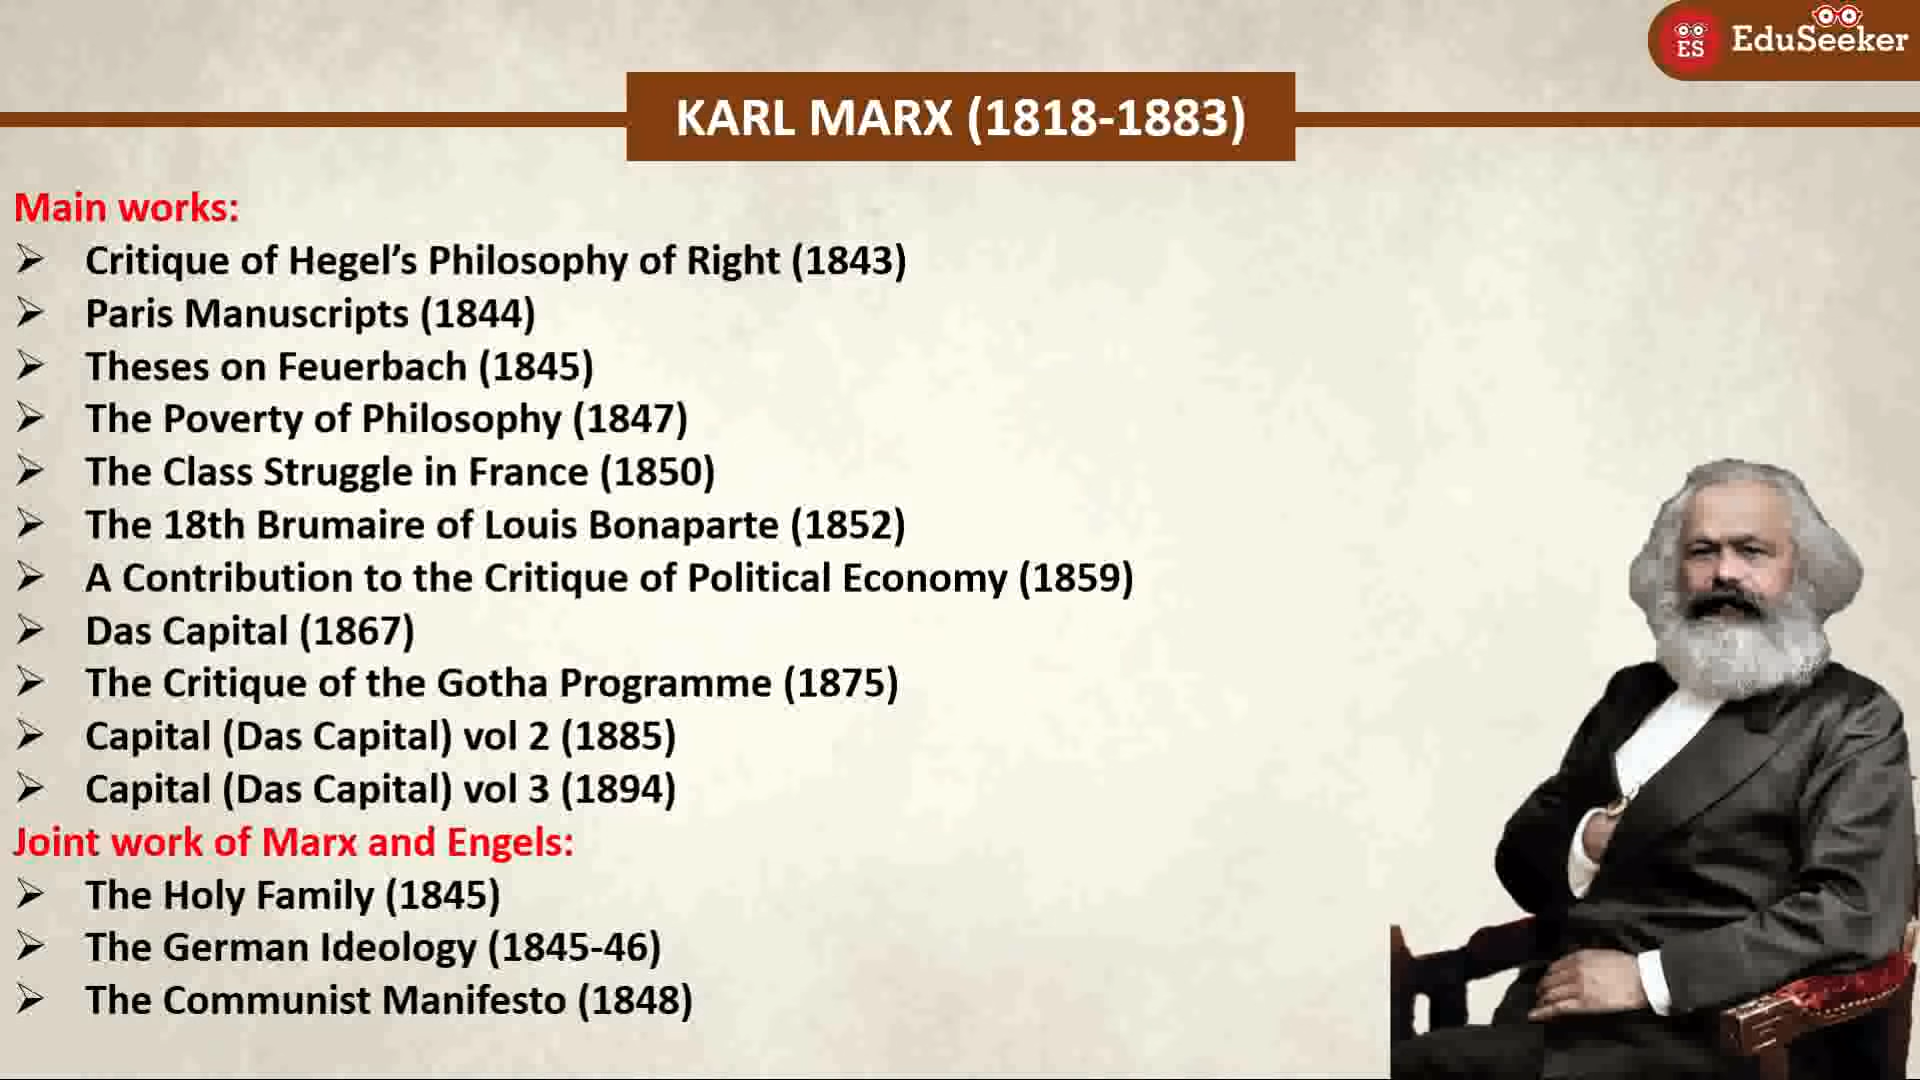 ES EduSeeker
KARL MARX (1818-1883)
Main works:
➢ Critique of Hegel’s Philosophy of Right (1843)
➢ Paris Manuscripts (1844)
➢ Theses on Feuerbach (1845)
➢ The Poverty of Philosophy (1847)
➢ The Class Struggle in France (1850)
➢ The 18th Brumaire of Louis Bonaparte (1852)
➢ A Contribution to the Critique of Political Economy (1859)
➢ Das Capital (1867)
➢ The Critique of the Gotha Programme (1875)
➢ Capital (Das Capital) vol 2 (1885)
➢ Capital (Das Capital) vol 3 (1894)
Joint work of Marx and Engels:
➢ The Holy Family (1845)
➢ The German Ideology (1845-46)
➢ The Communist Manifesto (1848)